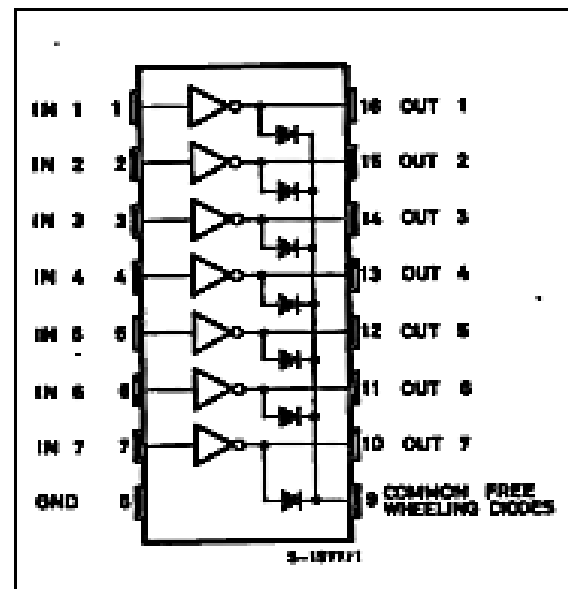 IN 1 1 16 OUT 1
IN 2 2 15 OUT 2
IN 3 3 14 OUT 3
IN 4 4 13 OUT 4
IN 5 5 12 OUT 5
IN 6 6 11 OUT 6
IN 7 7 10 OUT 7
GND 8 9 COMMON FREE
WHEELING DIODES